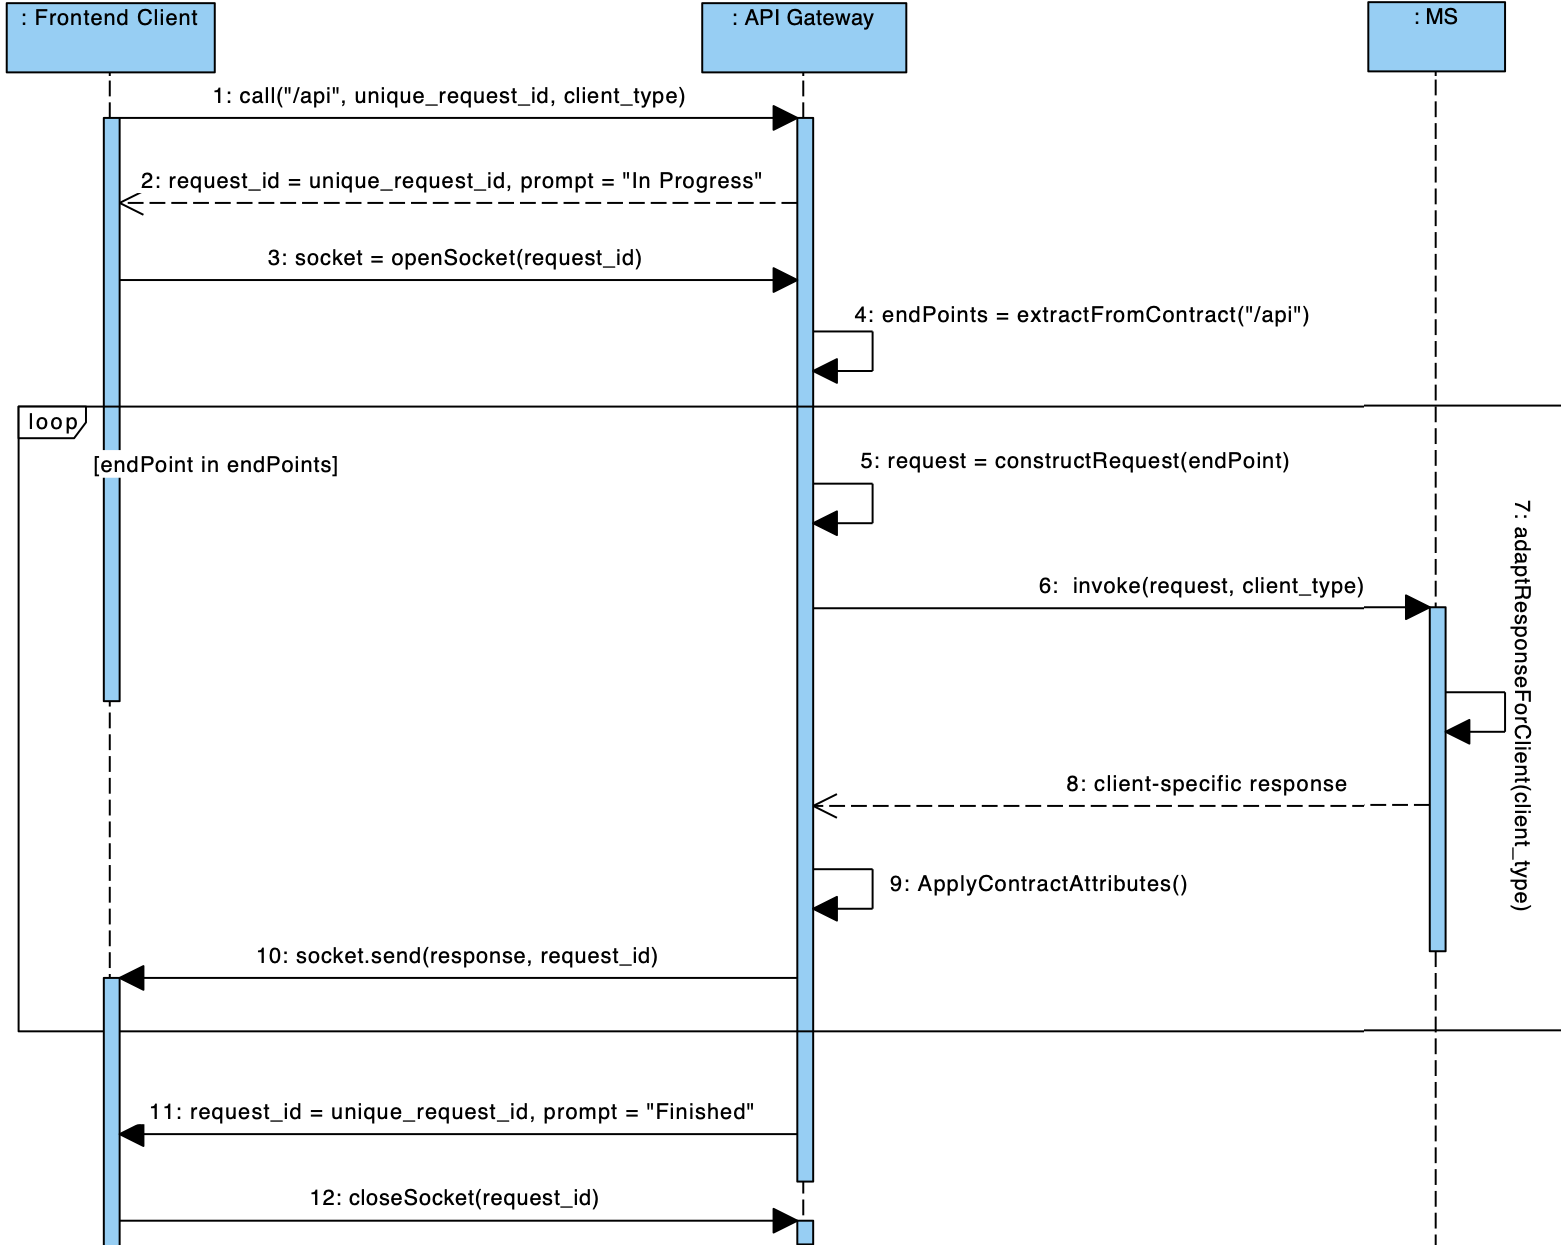 : Frontend Client
: API Gateway
: MS
1: call("/api", unique_request_id, client_type)
2: request_id = unique_request_id, prompt = "In Progress"
3: socket = openSocket(request_id)
4: endPoints = extractFromContract("/api")
loop
[endPoint in endPoints]
5: request = constructRequest(endPoint)
6:  invoke(request, client_type)
7: adaptResponseForClient(client_type)
8: client-specific response
9: ApplyContractAttributes()
10: socket.send(response, request_id)
11: request_id = unique_request_id, prompt = "Finished"
12: closeSocket(request_id)